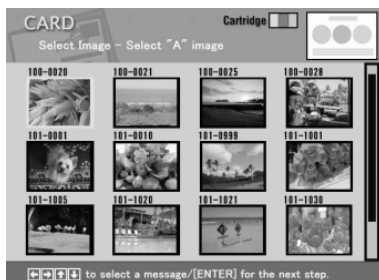 CARD
Cartridge
Select Image - Select "A" image
100-0020 100-0021 100-0025 100-0028
101-0001 101-0010 101-0999 101-1001
101-1005 101-1020 101-1021 101-1030
to select a message/[ENTER] for the next step.